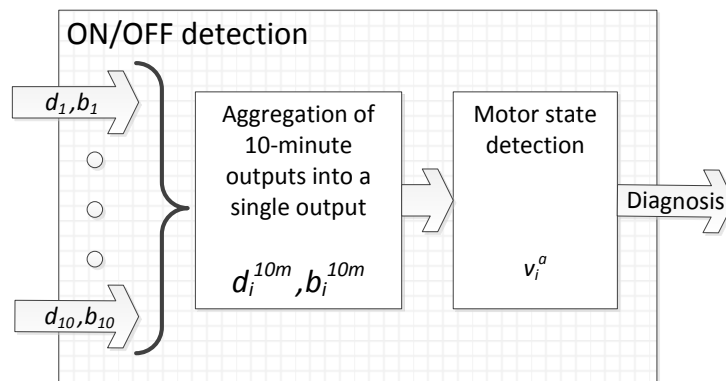 ON/OFF detection
d1,b1
d10,b10
Aggregation of
10-minute
outputs into a
single output
di10m,bi10m
Motor state
detection
via
Diagnosis